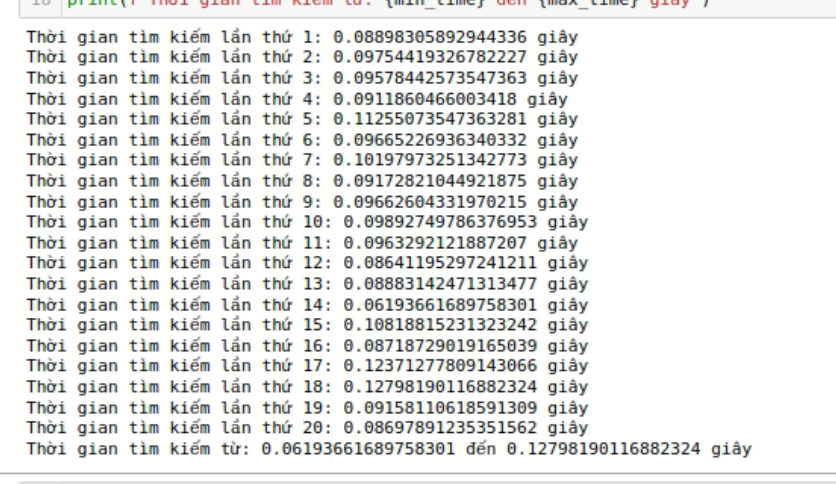 18 print(f"Thời gian tìm kiếm từ: {min_time} đến {max_time} giây")
Thời gian tìm kiếm lần thứ 1: 0.08898305892944336 giây
Thời gian tìm kiếm lần thứ 2: 0.09754419326782227 giây
Thời gian tìm kiếm lần thứ 3: 0.09578442573547363 giây
Thời gian tìm kiếm lần thứ 4: 0.0911860466003418 giây
Thời gian tìm kiếm lần thứ 5: 0.11255073547363281 giây
Thời gian tìm kiếm lần thứ 6: 0.09665226936340332 giây
Thời gian tìm kiếm lần thứ 7: 0.10197973251342773 giây
Thời gian tìm kiếm lần thứ 8: 0.09172821044921875 giây
Thời gian tìm kiếm lần thứ 9: 0.09662604331970215 giây
Thời gian tìm kiếm lần thứ 10: 0.09892749786376953 giây
Thời gian tìm kiếm lần thứ 11: 0.0963292121887207 giây
Thời gian tìm kiếm lần thứ 12: 0.08641195297241211 giây
Thời gian tìm kiếm lần thứ 13: 0.08883142471313477 giây
Thời gian tìm kiếm lần thứ 14: 0.06193661689758301 giây
Thời gian tìm kiếm lần thứ 15: 0.10818815231323242 giây
Thời gian tìm kiếm lần thứ 16: 0.08718729019165039 giây
Thời gian tìm kiếm lần thứ 17: 0.12371277809143066 giây
Thời gian tìm kiếm lần thứ 18: 0.12798190116882324 giây
Thời gian tìm kiếm lần thứ 19: 0.09158110618591309 giây
Thời gian tìm kiếm lần thứ 20: 0.08697891235351562 giây
Thời gian tìm kiếm từ: 0.06193661689758301 đến 0.12798190116882324 giây